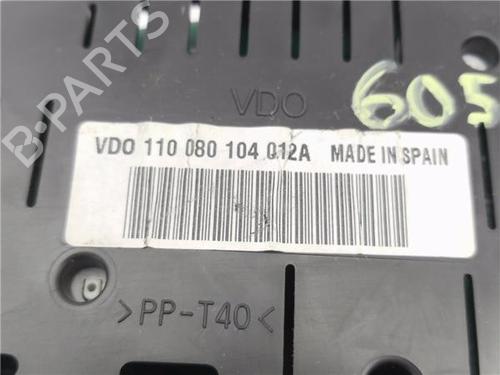 B-PARTS
VDO
605
VDO 110 080 104 012A MADE IN SPAIN
>PP-T40<